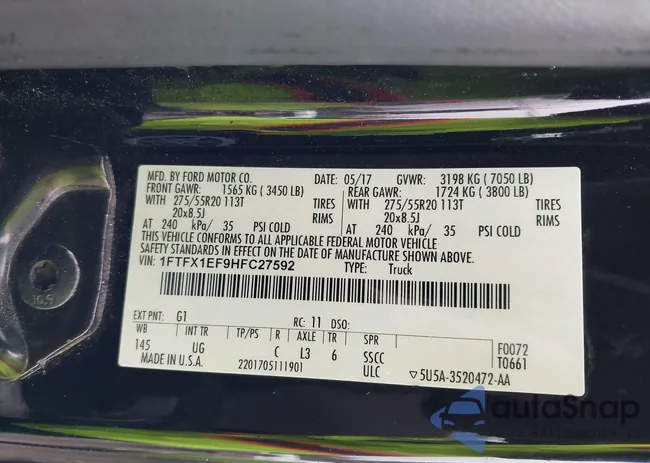 MFD. BY FORD MOTOR CO. DATE: 05/17 GVWR: 3198 KG ( 7050 LB)
FRONT GAWR: 1565 KG ( 3450 LB) REAR GAWR: 1724 KG ( 3800 LB)
WITH WITH
275/55R20 113T TIRES 275/55R20 113T TIRES
20x8.5J RIMS 20x8.5J RIMS
AT 240 kPa/ 35 PSI COLD AT 240 kPa/ 35 PSI COLD
THIS VEHICLE CONFORMS TO ALL APPLICABLE FEDERAL MOTOR VEHICLE
SAFETY STANDARDS IN EFFECT ON THE DATE OF MANUFACTURE SHOWN ABOVE.
VIN: 1FTFX1EF9HFC27592 TYPE: Truck
EXT PNT: G1 RC: 11 DSO:
WB INT TR TP/PS R AXLE TR SPR F0072
145 UG C L3 6 SSCC T0661
MADE IN U.S.A. 2201705111901 ULC ▽5U5A-3520472-AA
10.9
autoSnap